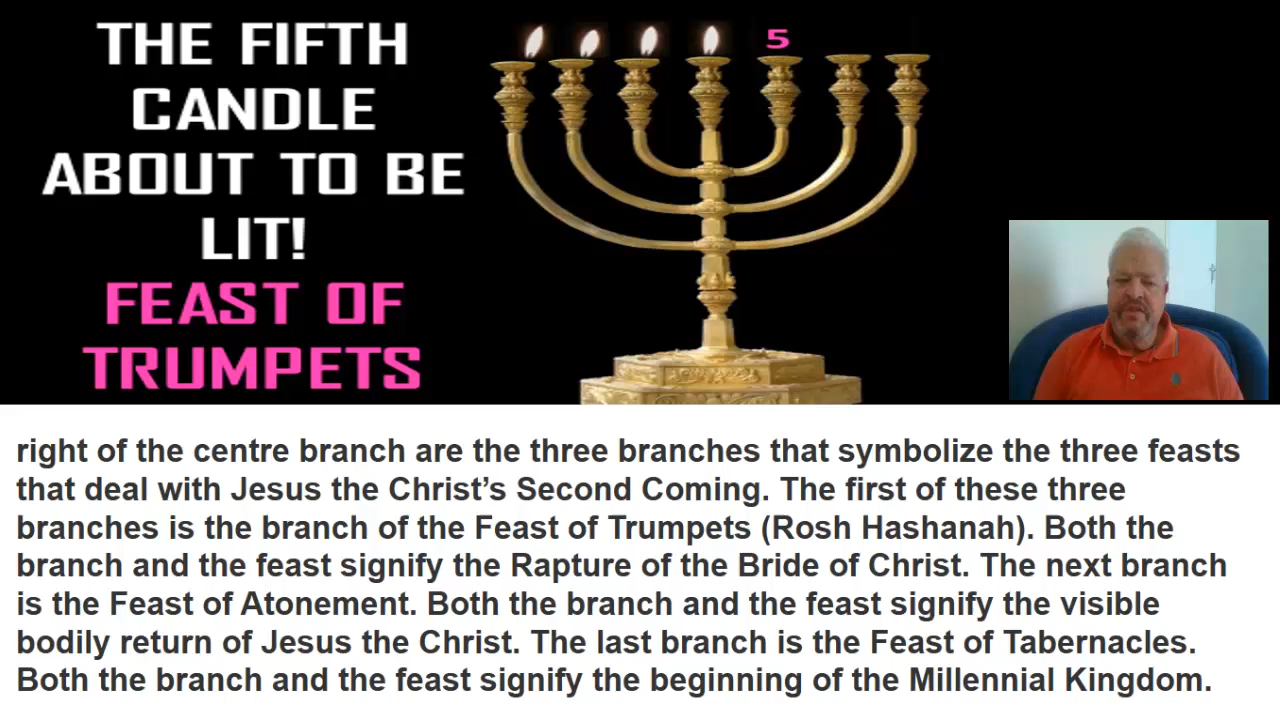 THE FIFTH
CANDLE
ABOUT TO BE
LIT!
FEAST OF
TRUMPETS
5
right of the centre branch are the three branches that symbolize the three feasts
that deal with Jesus the Christ’s Second Coming. The first of these three
branches is the branch of the Feast of Trumpets (Rosh Hashanah). Both the
branch and the feast signify the Rapture of the Bride of Christ. The next branch
is the Feast of Atonement. Both the branch and the feast signify the visible
bodily return of Jesus the Christ. The last branch is the Feast of Tabernacles.
Both the branch and the feast signify the beginning of the Millennial Kingdom.